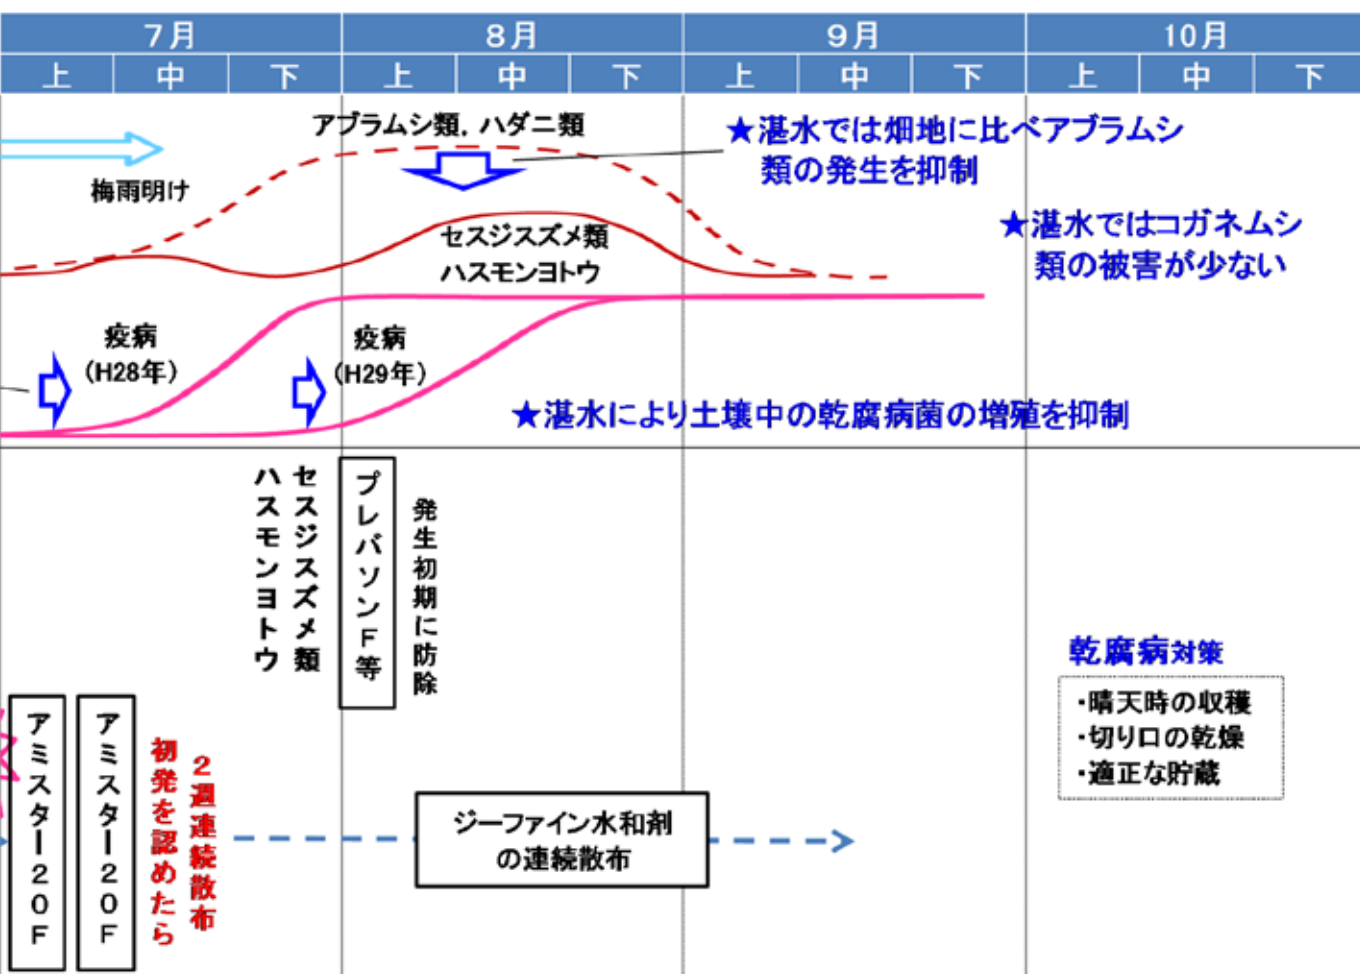 7月 8月 9月 10月
上 中 下 上 中 下 上 中 下 上 中 下
アブラムシ類，ハダニ類
★湛水では畑地に比べアブラムシ
類の発生を抑制
梅雨明け
★湛水ではコガネムシ
類の被害が少ない
セスジスズメ類
ハスモンヨトウ
疫病
（H28年）
疫病
（H29年）
★湛水により土壌中の乾腐病菌の増殖を抑制
セスジスズメ類
ハスモンヨトウ
プレバソンF等
発生初期に防除
乾腐病対策
・晴天時の収穫
・切り口の乾燥
・適正な貯蔵
アミスター20F
アミスター20F
２週連続散布
初発を認めたら
ジーファイン水和剤
の連続散布